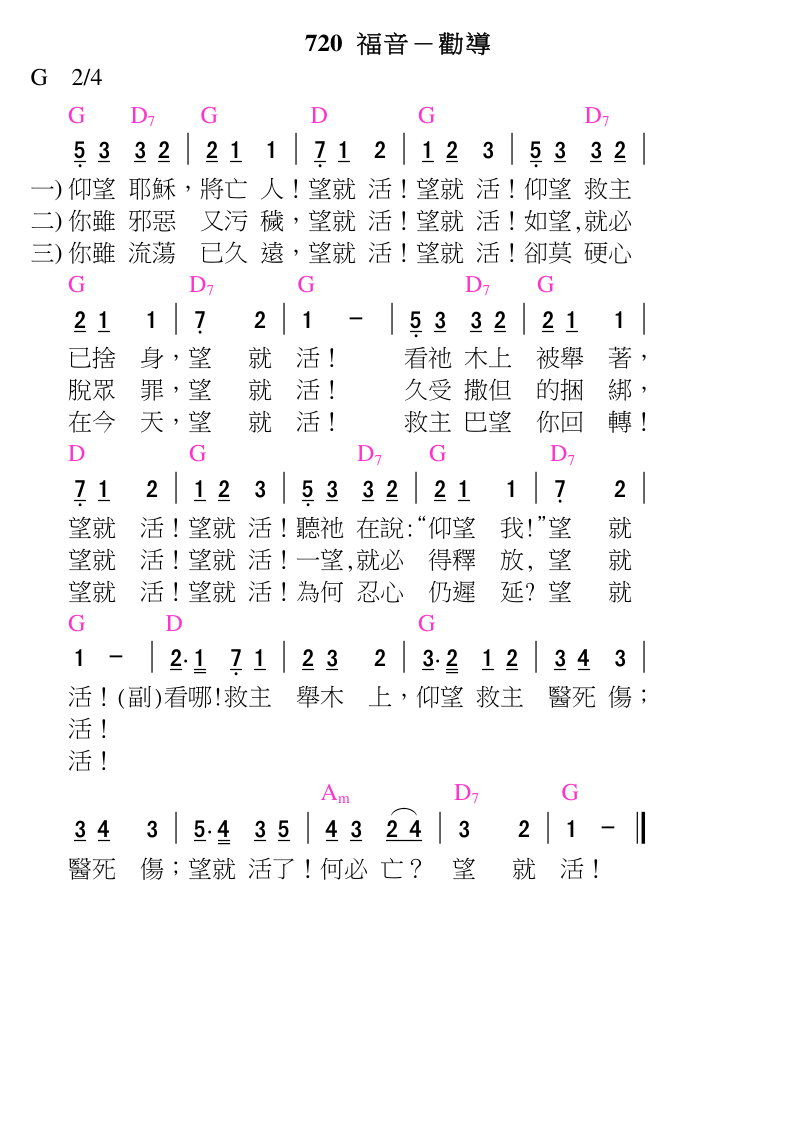 720 福音－勸導
G 2/4
G D7 G D G D7
5 3 3 2 | 2 1 1 | 7 1 2 | 1 2 3 | 5 3 3 2 |
一) 仰望 耶穌，將亡 人！望就 活！望就 活！仰望 救主
二) 你雖 邪惡 又污 穢，望就 活！望就 活！如望,就必
三) 你雖 流蕩 已久 遠，望就 活！望就 活！卻莫 硬心
G D7 G D7 G
2 1 1 | 7 2 | 1 － | 5 3 3 2 | 2 1 1 |
已捨 身，望 就 活！ 看祂 木上 被舉 著，
脫眾 罪，望 就 活！ 久受 撒但 的捆 綁，
在今 天，望 就 活！ 救主 巴望 你回 轉！
D G D7 G D7
7 1 2 | 1 2 3 | 5 3 3 2 | 2 1 1 | 7 2 |
望就 活！望就 活！聽祂 在說:“仰望 我!”望 就
望就 活！望就 活！一望,就必 得釋 放, 望 就
望就 活！望就 活！為何 忍心 仍遲 延? 望 就
G D G
1 － | 2· 1 7 1 | 2 3 2 | 3· 2 1 2 | 3 4 3 |
活！(副)看哪!救主 舉木 上，仰望 救主 醫死 傷；
活！
活！
Am D7 G
3 4 3 | 5· 4 3 5 | 4 3 2 4 | 3 2 | 1 － ‖
醫死 傷；望就 活了！何必 亡？ 望 就 活！